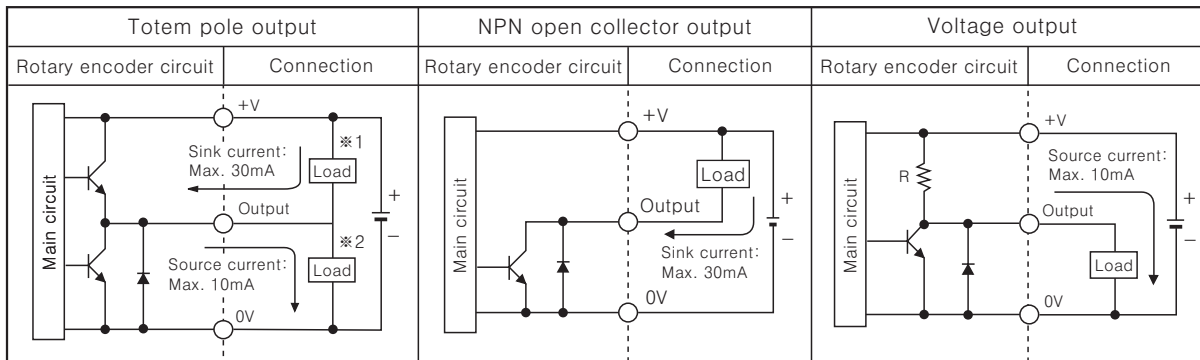 Totem pole output
NPN open collector output
Voltage output
Rotary encoder circuit
Connection
Rotary encoder circuit
Connection
Rotary encoder circuit
Connection
Main circuit
+V
※1
Sink current:
Max. 30mA
Load
Output
+
−
※2
Source current:
Max. 10mA
Load
0V
Main circuit
+V
Load
Output
+
−
Sink current:
Max. 30mA
0V
Main circuit
+V
R
Source current:
Max. 10mA
Output
+
−
Load
0V